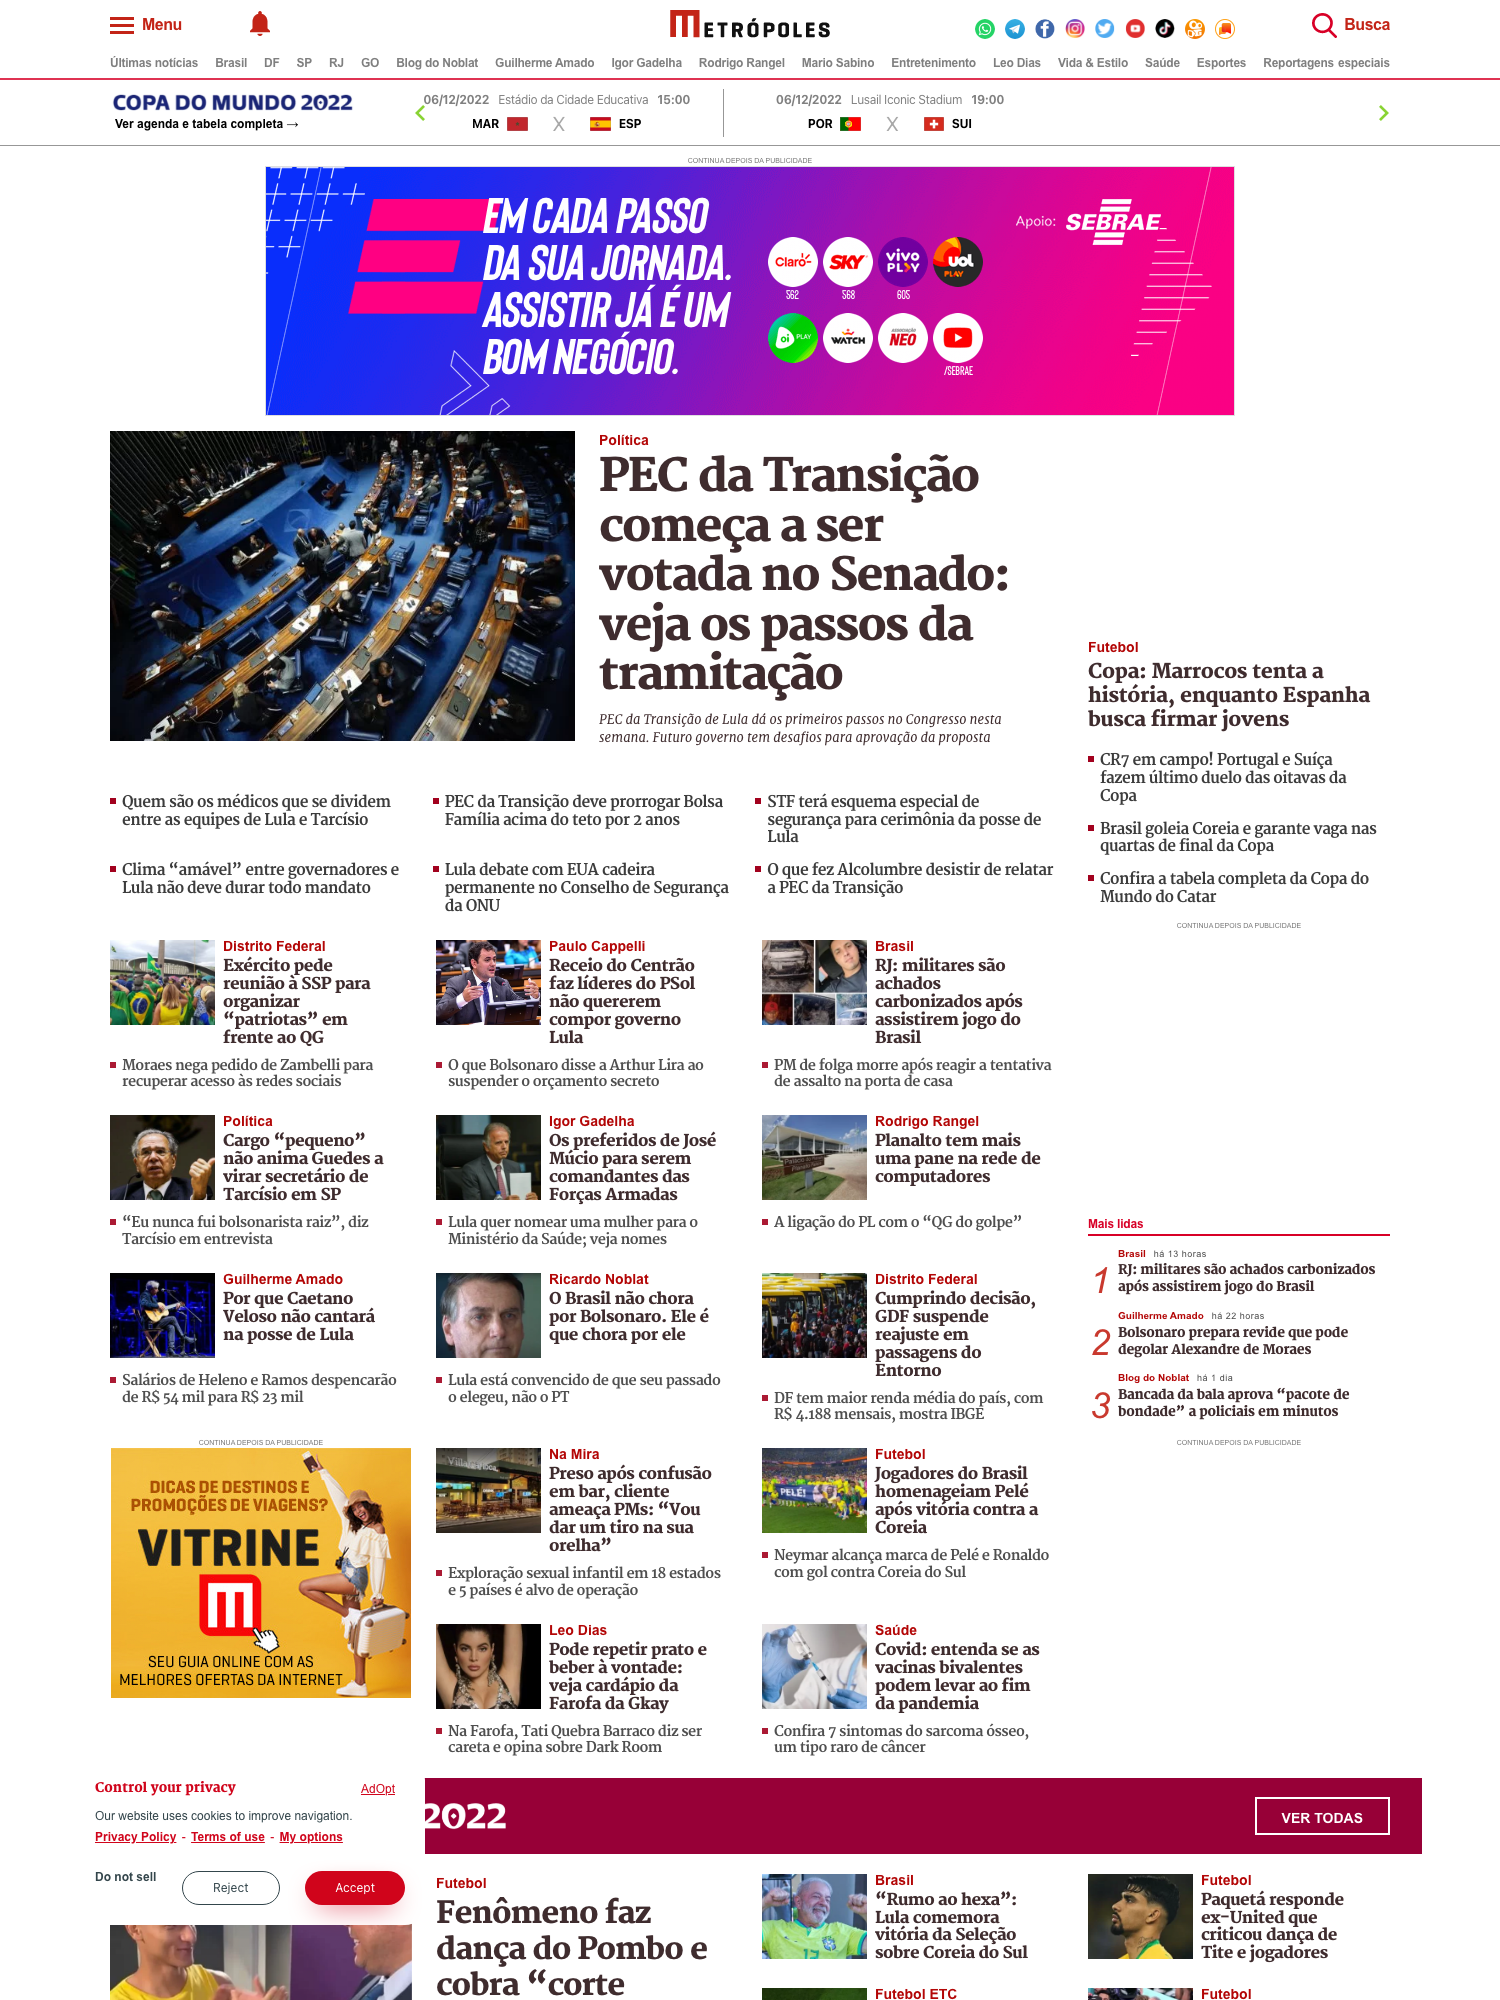 Menu
METRÓPOLES
Busca
Últimas notícias Brasil DF SP RJ GO Blog do Noblat Guilherme Amado Igor Gadelha Rodrigo Rangel Mario Sabino Entretenimento Leo Dias Vida & Estilo Saúde Esportes Reportagens especiais
COPA DO MUNDO 2022
Ver agenda e tabela completa →
06/12/2022 Estádio da Cidade Educativa 15:00
MAR X ESP
06/12/2022 Lusail Iconic Stadium 19:00
POR X SUI
CONTINUA DEPOIS DA PUBLICIDADE
EM CADA PASSO
DA SUA JORNADA.
ASSISTIR JÁ É UM
BOM NEGÓCIO.
Claro
SKY
vivo PLAY
UOL PLAY
562
568
605
oi PLAY
WATCH
ASSOCIAÇÃO NEO
/SEBRAE
Apoio: SEBRAE
Política
PEC da Transição
começa a ser
votada no Senado:
veja os passos da
tramitação
PEC da Transição de Lula dá os primeiros passos no Congresso nesta
semana. Futuro governo tem desafios para aprovação da proposta
Futebol
Copa: Marrocos tenta a
história, enquanto Espanha
busca firmar jovens
CR7 em campo! Portugal e Suíça
fazem último duelo das oitavas da
Copa
Brasil goleia Coreia e garante vaga nas
quartas de final da Copa
Confira a tabela completa da Copa do
Mundo do Catar
CONTINUA DEPOIS DA PUBLICIDADE
Quem são os médicos que se dividem
entre as equipes de Lula e Tarcísio
PEC da Transição deve prorrogar Bolsa
Família acima do teto por 2 anos
STF terá esquema especial de
segurança para cerimônia da posse de
Lula
Clima “amável” entre governadores e
Lula não deve durar todo mandato
Lula debate com EUA cadeira
permanente no Conselho de Segurança
da ONU
O que fez Alcolumbre desistir de relatar
a PEC da Transição
Distrito Federal
Exército pede
reunião à SSP para
organizar
“patriotas” em
frente ao QG
Moraes nega pedido de Zambelli para
recuperar acesso às redes sociais
Paulo Cappelli
Receio do Centrão
faz líderes do PSol
não quererem
compor governo
Lula
O que Bolsonaro disse a Arthur Lira ao
suspender o orçamento secreto
Brasil
RJ: militares são
achados
carbonizados após
assistirem jogo do
Brasil
PM de folga morre após reagir a tentativa
de assalto na porta de casa
Política
Cargo “pequeno”
não anima Guedes a
virar secretário de
Tarcísio em SP
“Eu nunca fui bolsonarista raiz”, diz
Tarcísio em entrevista
Igor Gadelha
Os preferidos de José
Múcio para serem
comandantes das
Forças Armadas
Lula quer nomear uma mulher para o
Ministério da Saúde; veja nomes
Rodrigo Rangel
Planalto tem mais
uma pane na rede de
computadores
A ligação do PL com o “QG do golpe”
Mais lidas
Brasil há 13 horas
1 RJ: militares são achados carbonizados
após assistirem jogo do Brasil
Guilherme Amado há 22 horas
2 Bolsonaro prepara revide que pode
degolar Alexandre de Moraes
Blog do Noblat há 1 dia
3 Bancada da bala aprova “pacote de
bondade” a policiais em minutos
CONTINUA DEPOIS DA PUBLICIDADE
Guilherme Amado
Por que Caetano
Veloso não cantará
na posse de Lula
Salários de Heleno e Ramos despencarão
de R$ 54 mil para R$ 23 mil
Ricardo Noblat
O Brasil não chora
por Bolsonaro. Ele é
que chora por ele
Lula está convencido de que seu passado
o elegeu, não o PT
Distrito Federal
Cumprindo decisão,
GDF suspende
reajuste em
passagens do
Entorno
DF tem maior renda média do país, com
R$ 4.188 mensais, mostra IBGE
CONTINUA DEPOIS DA PUBLICIDADE
DICAS DE DESTINOS E
PROMOÇÕES DE VIAGENS?
VITRINE
M
SEU GUIA ONLINE COM AS
MELHORES OFERTAS DA INTERNET
Na Mira
Preso após confusão
em bar, cliente
ameaça PMs: “Vou
dar um tiro na sua
orelha”
Exploração sexual infantil em 18 estados
e 5 países é alvo de operação
PELÉ!
Futebol
Jogadores do Brasil
homenageiam Pelé
após vitória contra a
Coreia
Neymar alcança marca de Pelé e Ronaldo
com gol contra Coreia do Sul
Leo Dias
Pode repetir prato e
beber à vontade:
veja cardápio da
Farofa da Gkay
Na Farofa, Tati Quebra Barraco diz ser
careta e opina sobre Dark Room
Saúde
Covid: entenda se as
vacinas bivalentes
podem levar ao fim
da pandemia
Confira 7 sintomas do sarcoma ósseo,
um tipo raro de câncer
2022
VER TODAS
Control your privacy
AdOpt
Our website uses cookies to improve navigation.
Privacy Policy - Terms of use - My options
Do not sell
Reject
Accept
Futebol
Fenômeno faz
dança do Pombo e
cobra “corte
Brasil
“Rumo ao hexa”:
Lula comemora
vitória da Seleção
sobre Coreia do Sul
Futebol
Paquetá responde
ex-United que
criticou dança de
Tite e jogadores
Futebol ETC
Futebol